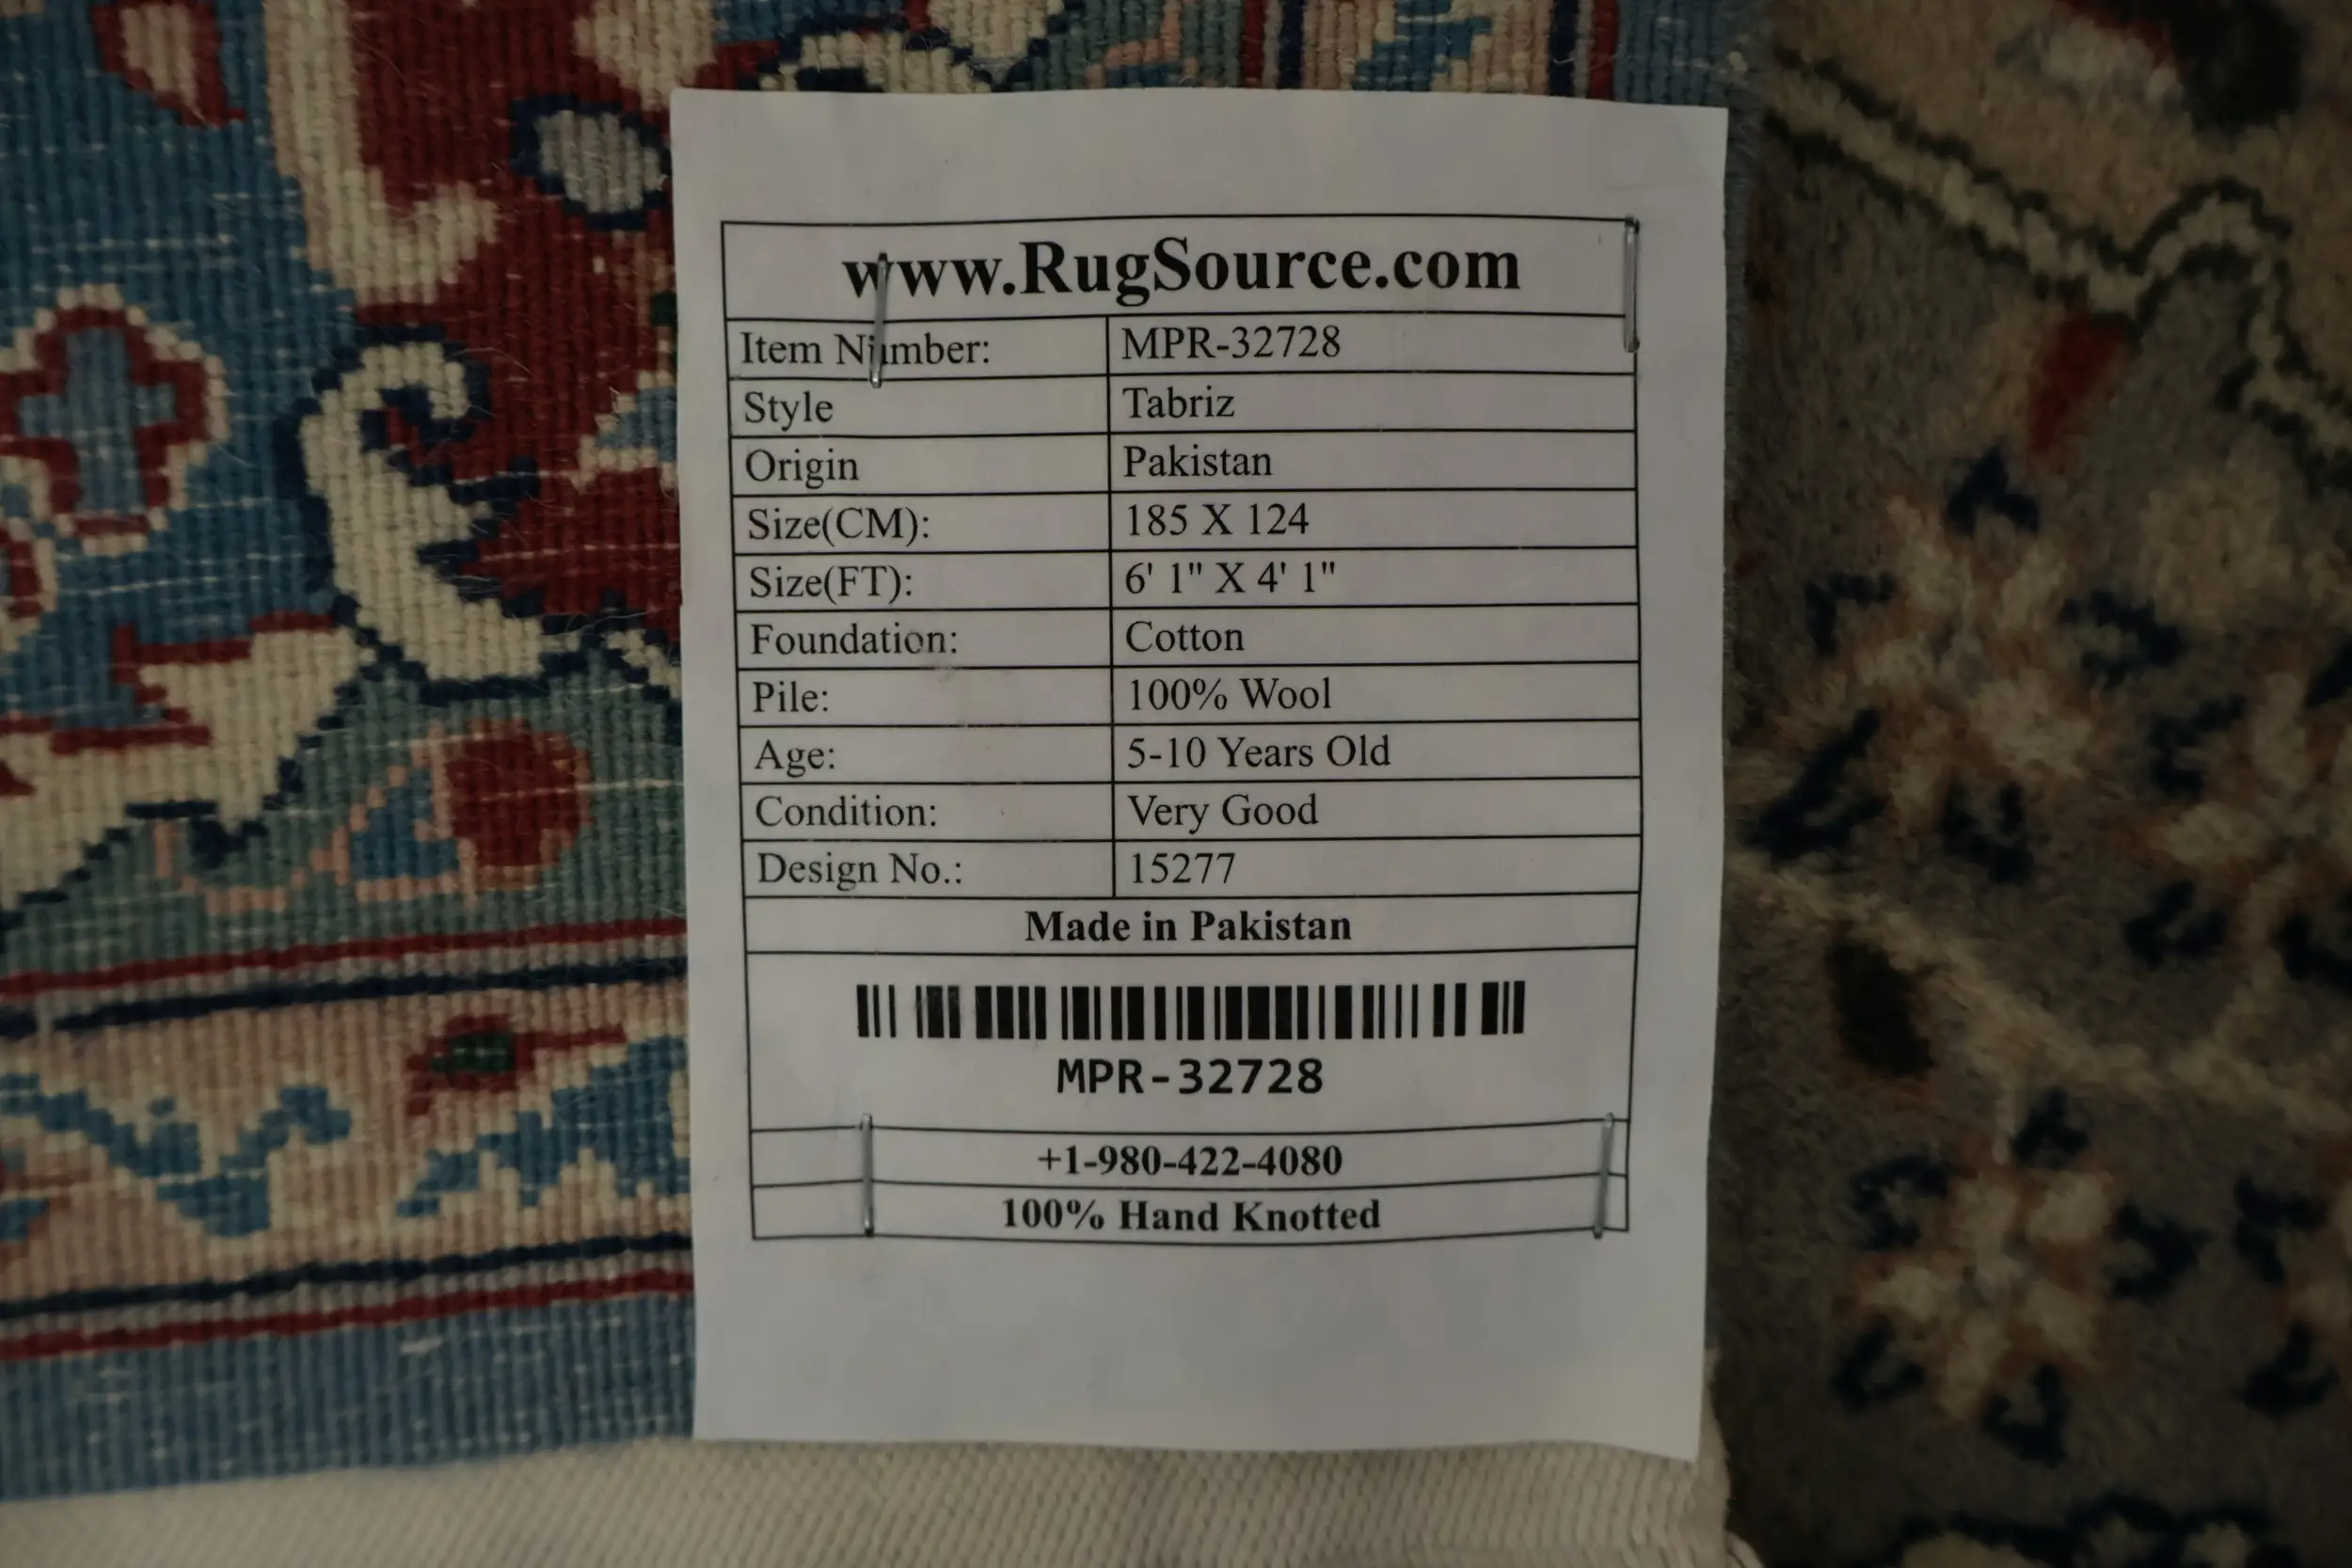 www.RugSource.com
Item Number: MPR-32728
Style Tabriz
Origin Pakistan
Size(CM): 185 X 124
Size(FT): 6' 1" X 4' 1"
Foundation: Cotton
Pile: 100% Wool
Age: 5-10 Years Old
Condition: Very Good
Design No.: 15277
Made in Pakistan
MPR-32728
+1-980-422-4080
100% Hand Knotted